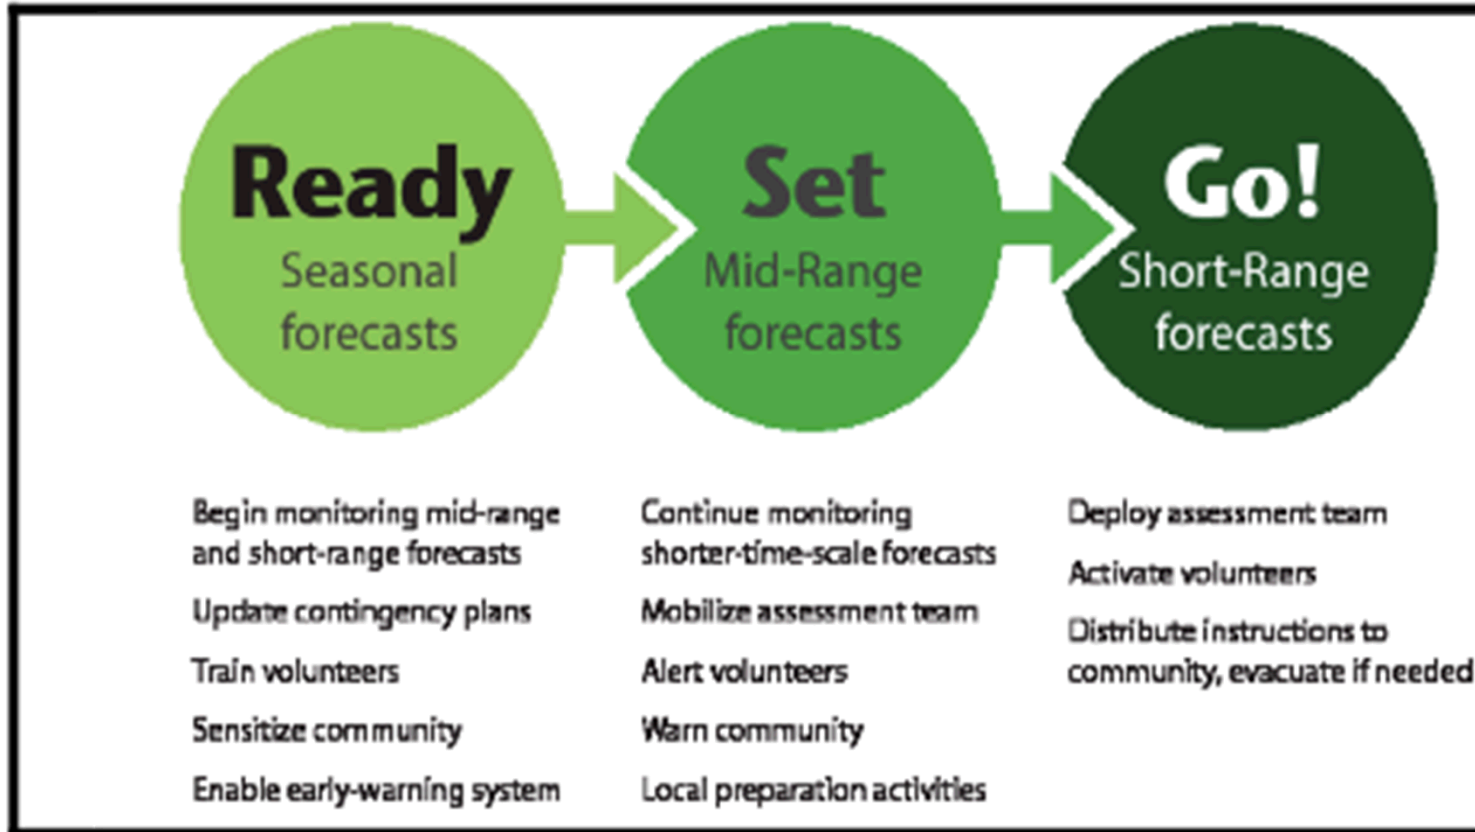 Ready
Seasonal
forecasts
Set
Mid-Range
forecasts
Go!
Short-Range
forecasts
Begin monitoring mid-range
and short-range forecasts
Update contingency plans
Train volunteers
Sensitize community
Enable early-warning system
Continue monitoring
shorter-time-scale forecasts
Mobilize assessment team
Alert volunteers
Warn community
Local preparation activities
Deploy assessment team
Activate volunteers
Distribute instructions to
community, evacuate if needed